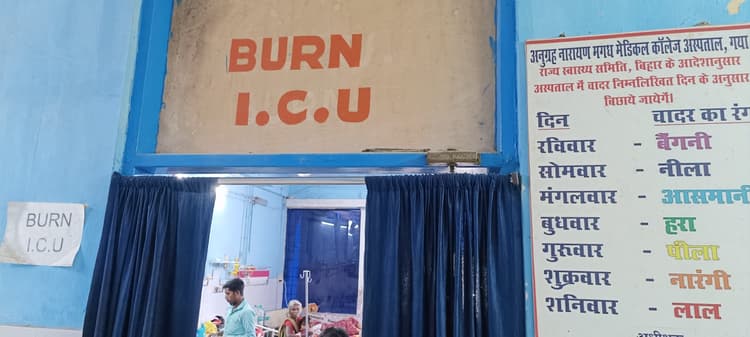 BURN
I.C.U
BURN
I.C.U
अनुग्रह नारायण मगध मेडिकल कॉलेज अस्पताल, गया
राज्य स्वास्थ्य समिति, बिहार के आदेशानुसार
अस्पताल में चादर निम्नलिखित दिन के अनुसार
बिछाये जायेगें।
दिन चादर का रंग
रविवार - बैंगनी
सोमवार - नीला
मंगलवार - आसमानी
बुधवार - हरा
गुरूवार - पीला
शुक्रवार - नारंगी
शनिवार - लाल